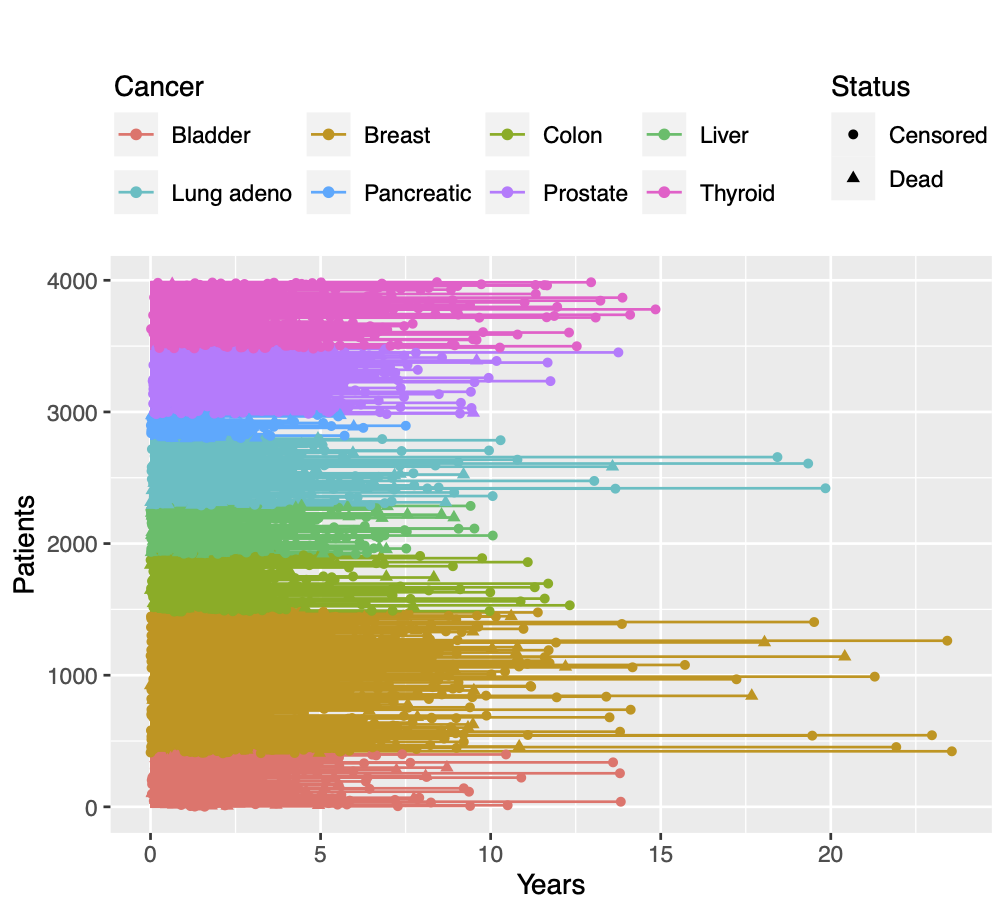 Cancer
Status
Bladder Breast Colon Liver
Censored
Lung adeno Pancreatic Prostate Thyroid
Dead
4000
3000
2000
1000
0
Patients
0 5 10 15 20
Years